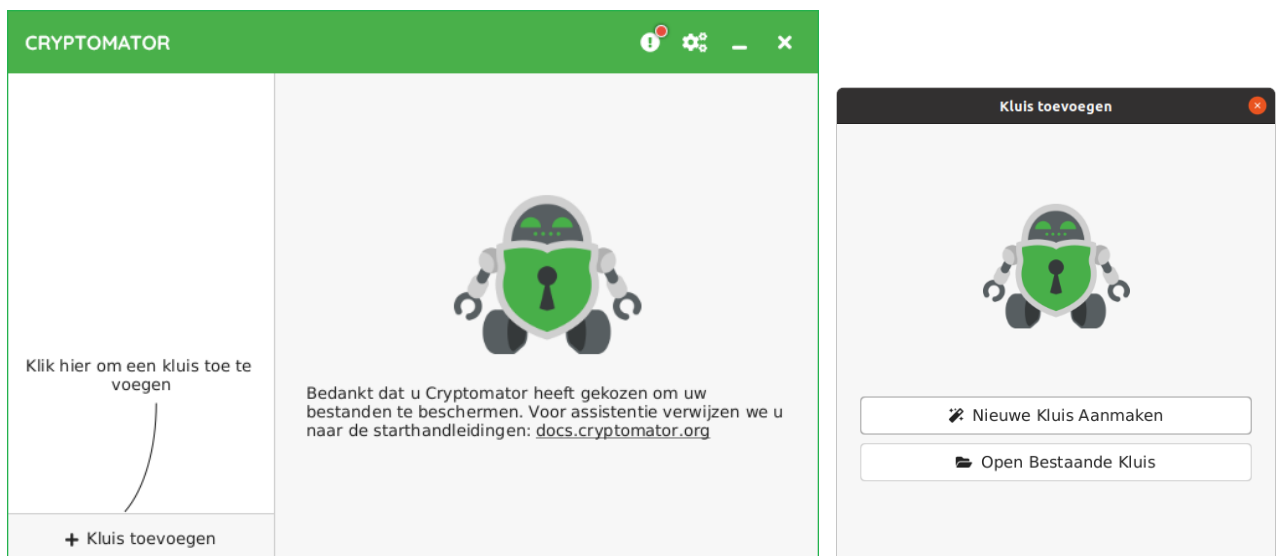 CRYPTOMATOR
Klik hier om een kluis toe te
voegen
+ Kluis toevoegen
Bedankt dat u Cryptomator heeft gekozen om uw
bestanden te beschermen. Voor assistentie verwijzen we u
naar de starthandleidingen: docs.cryptomator.org
Kluis toevoegen
Nieuwe Kluis Aanmaken
Open Bestaande Kluis